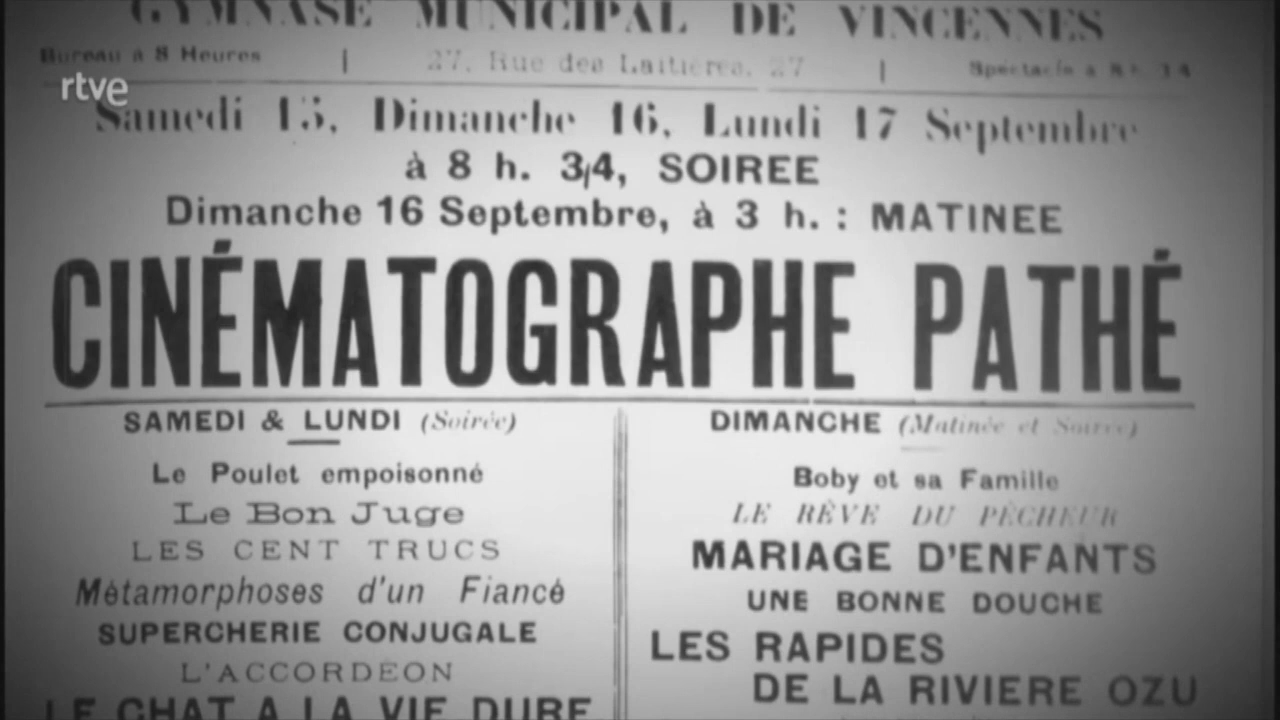 GYMNASE MUNICIPAL DE VINCENNES
Bureau à 8 Heures | 27, Rue des Laitières, 27 | Spectacle à 8 h. 3/4
rtve
Samedi 15, Dimanche 16, Lundi 17 Septembre
à 8 h. 3/4, SOIREE
Dimanche 16 Septembre, à 3 h. : MATINEE
CINÉMATOGRAPHE PATHÉ
SAMEDI & LUNDI (Soirée)
Le Poulet empoisonné
Le Bon Juge
LES CENT TRUCS
Métamorphoses d'un Fiancé
SUPERCHERIE CONJUGALE
L'ACCORDEON
LE CHAT A LA VIE DURE
DIMANCHE (Matinée et Soirée)
Boby et sa Famille
LE RÊVE DU PÊCHEUR
MARIAGE D'ENFANTS
UNE BONNE DOUCHE
LES RAPIDES
DE LA RIVIERE OZU